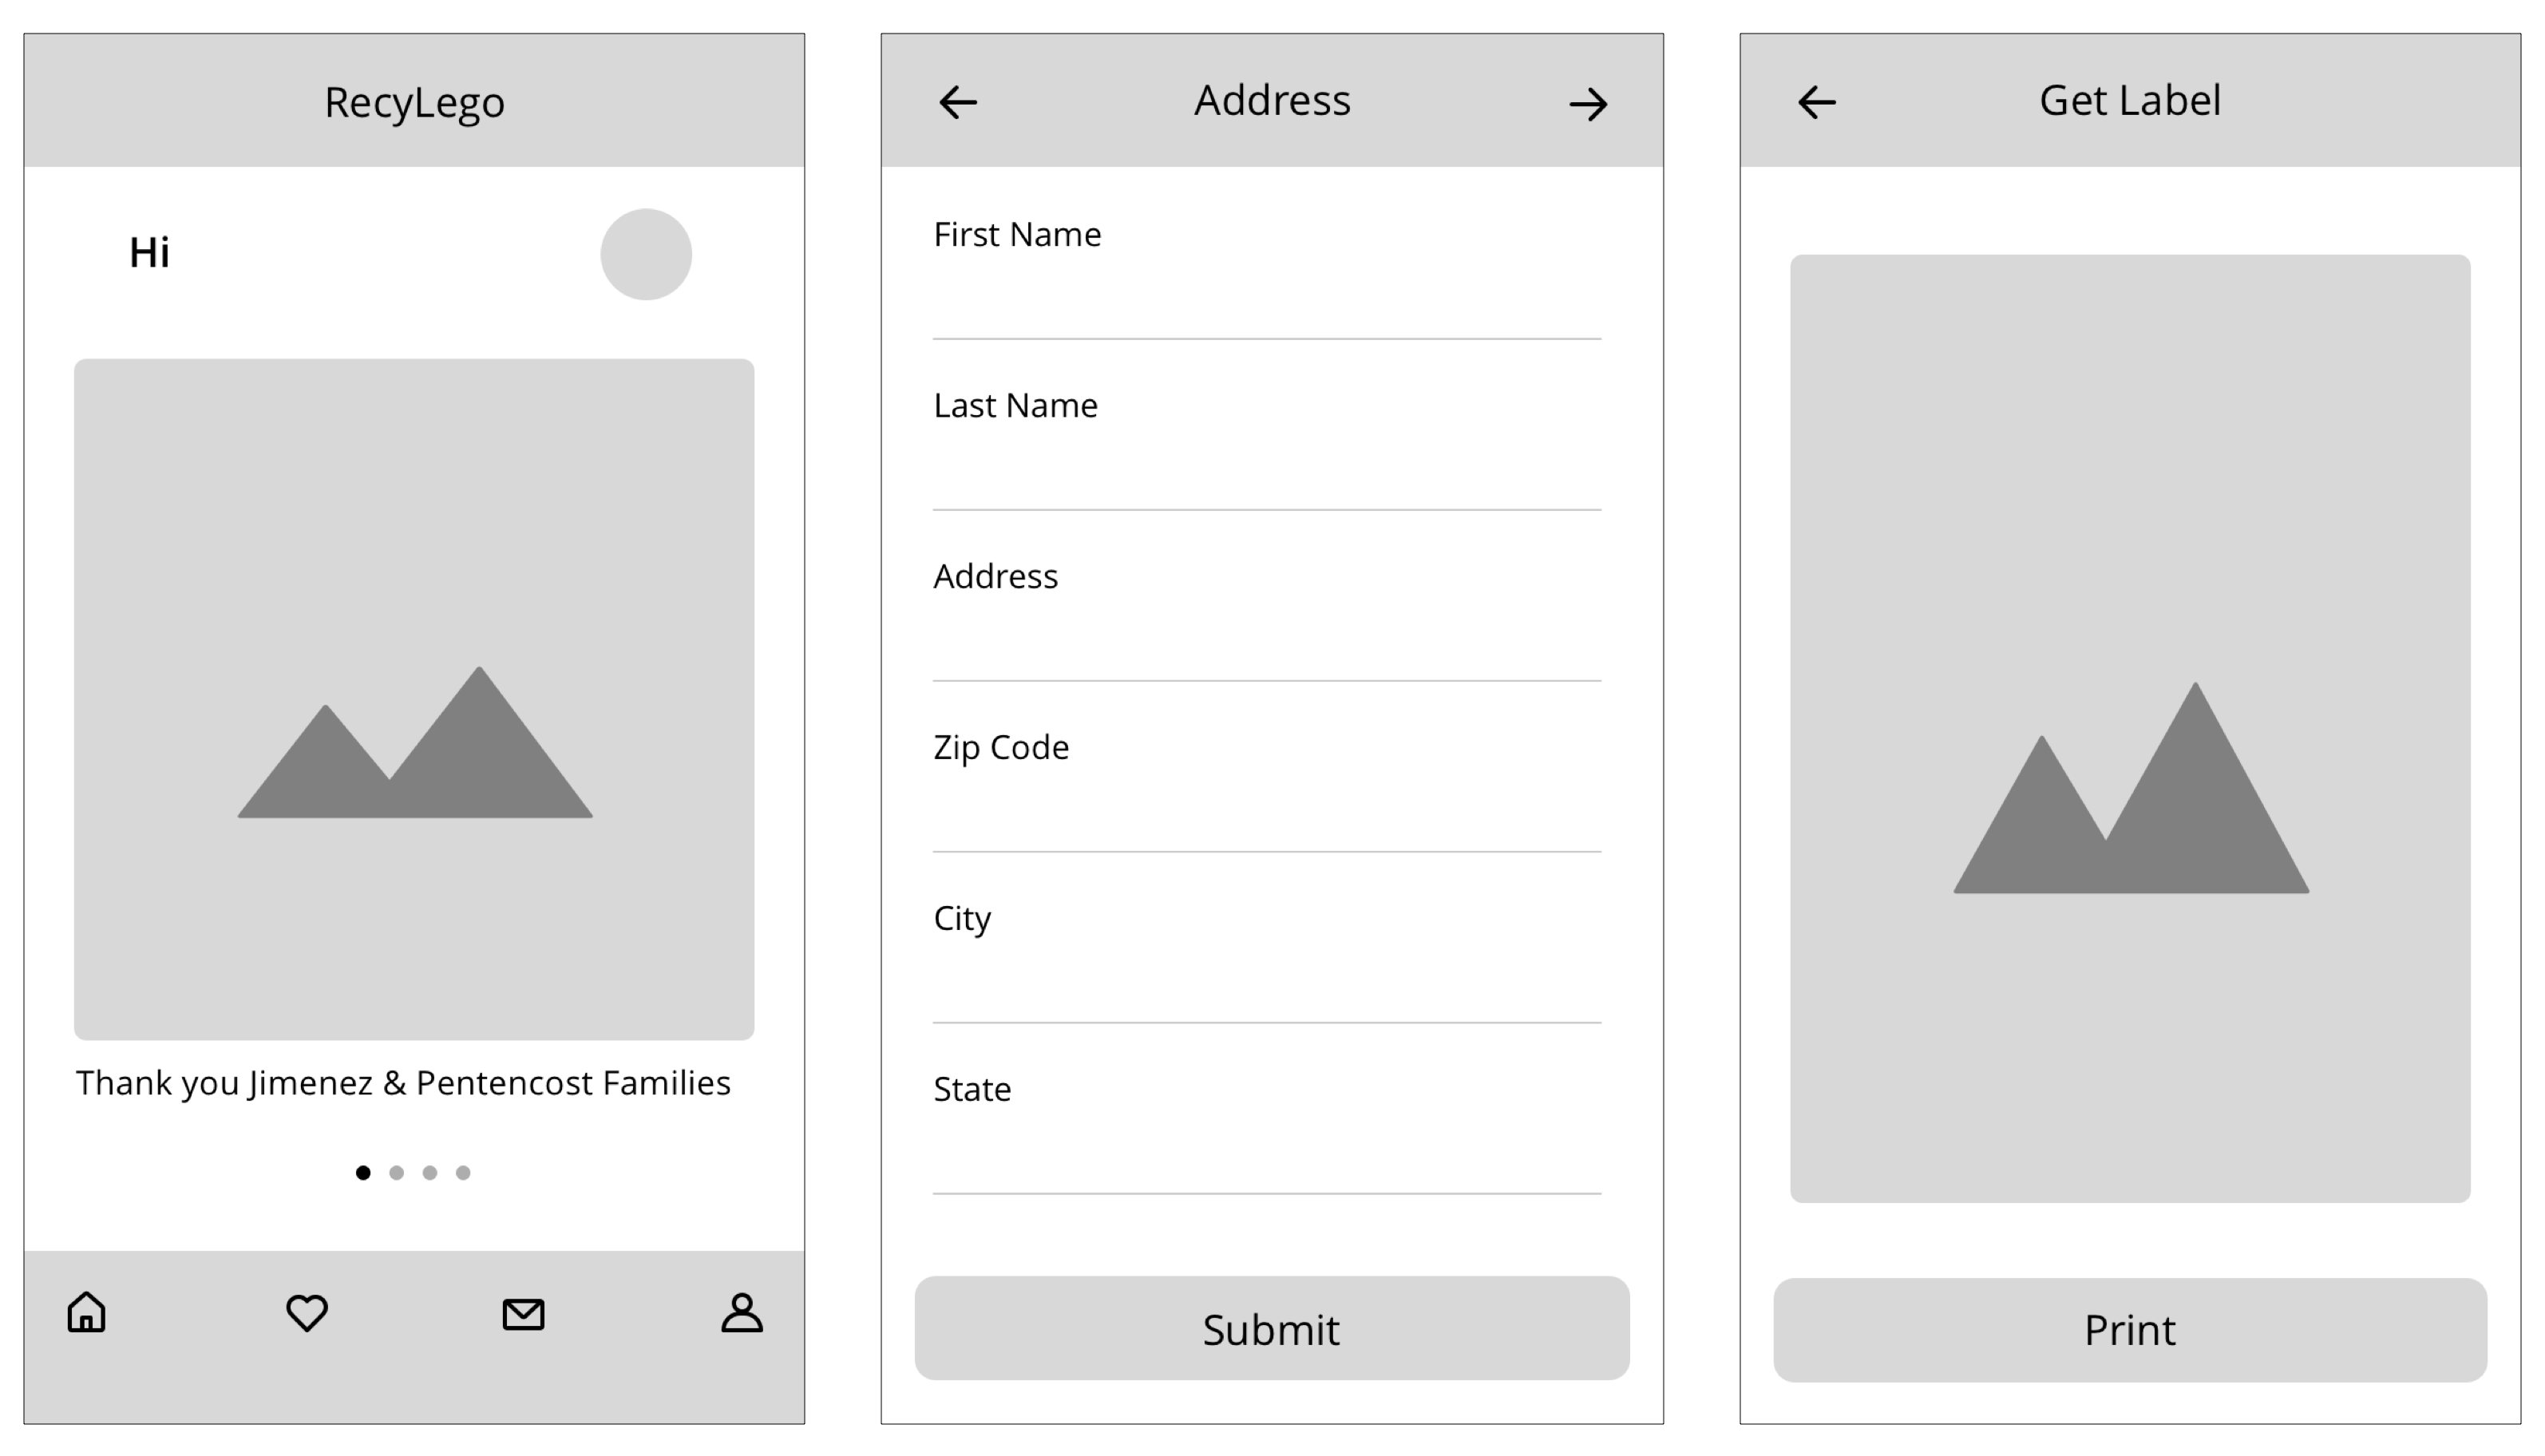 RecyLego
Hi
Thank you Jimenez & Pentencost Families
Address
First Name
Last Name
Address
Zip Code
City
State
Submit
Get Label
Print